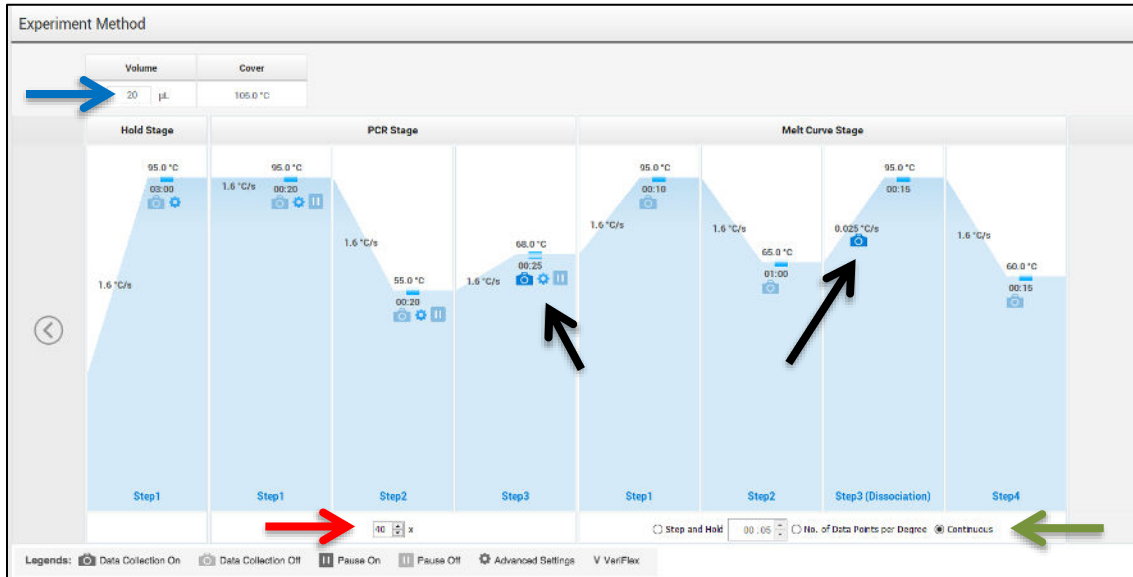 Experiment Method
Volume Cover
20 µL 105.0 °C
Hold Stage PCR Stage Melt Curve Stage
95.0 °C 95.0 °C 95.0 °C 95.0 °C
03:00 1.6 °C/s 00:20 00:10 00:15
1.6 °C/s 1.6 °C/s 1.6 °C/s 0.025 °C/s 1.6 °C/s
68.0 °C 65.0 °C 60.0 °C
1.6 °C/s 55.0 °C 1.6 °C/s 00:25 01:00 00:15
00:20
Step1 Step1 Step2 Step3 Step1 Step2 Step3 (Dissociation) Step4
40 x Step and Hold 00:05 No. of Data Points per Degree Continuous
Legends: Data Collection On Data Collection Off Pause On Pause Off Advanced Settings V VeriFlex